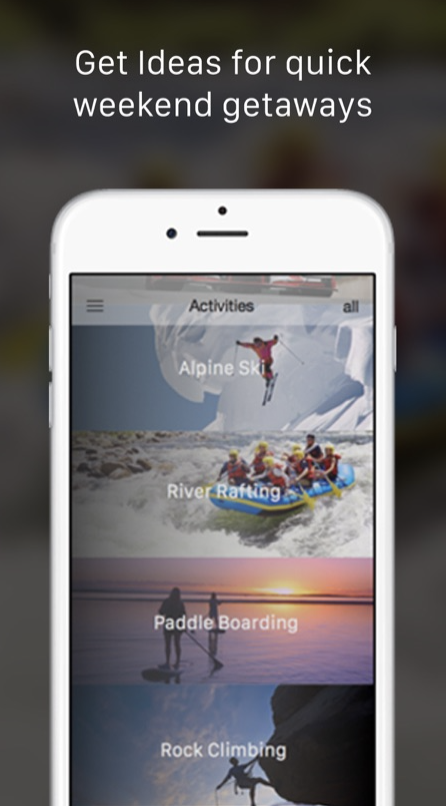 Get Ideas for quick
weekend getaways
Activities all
Alpine Ski
River Rafting
Paddle Boarding
Rock Climbing